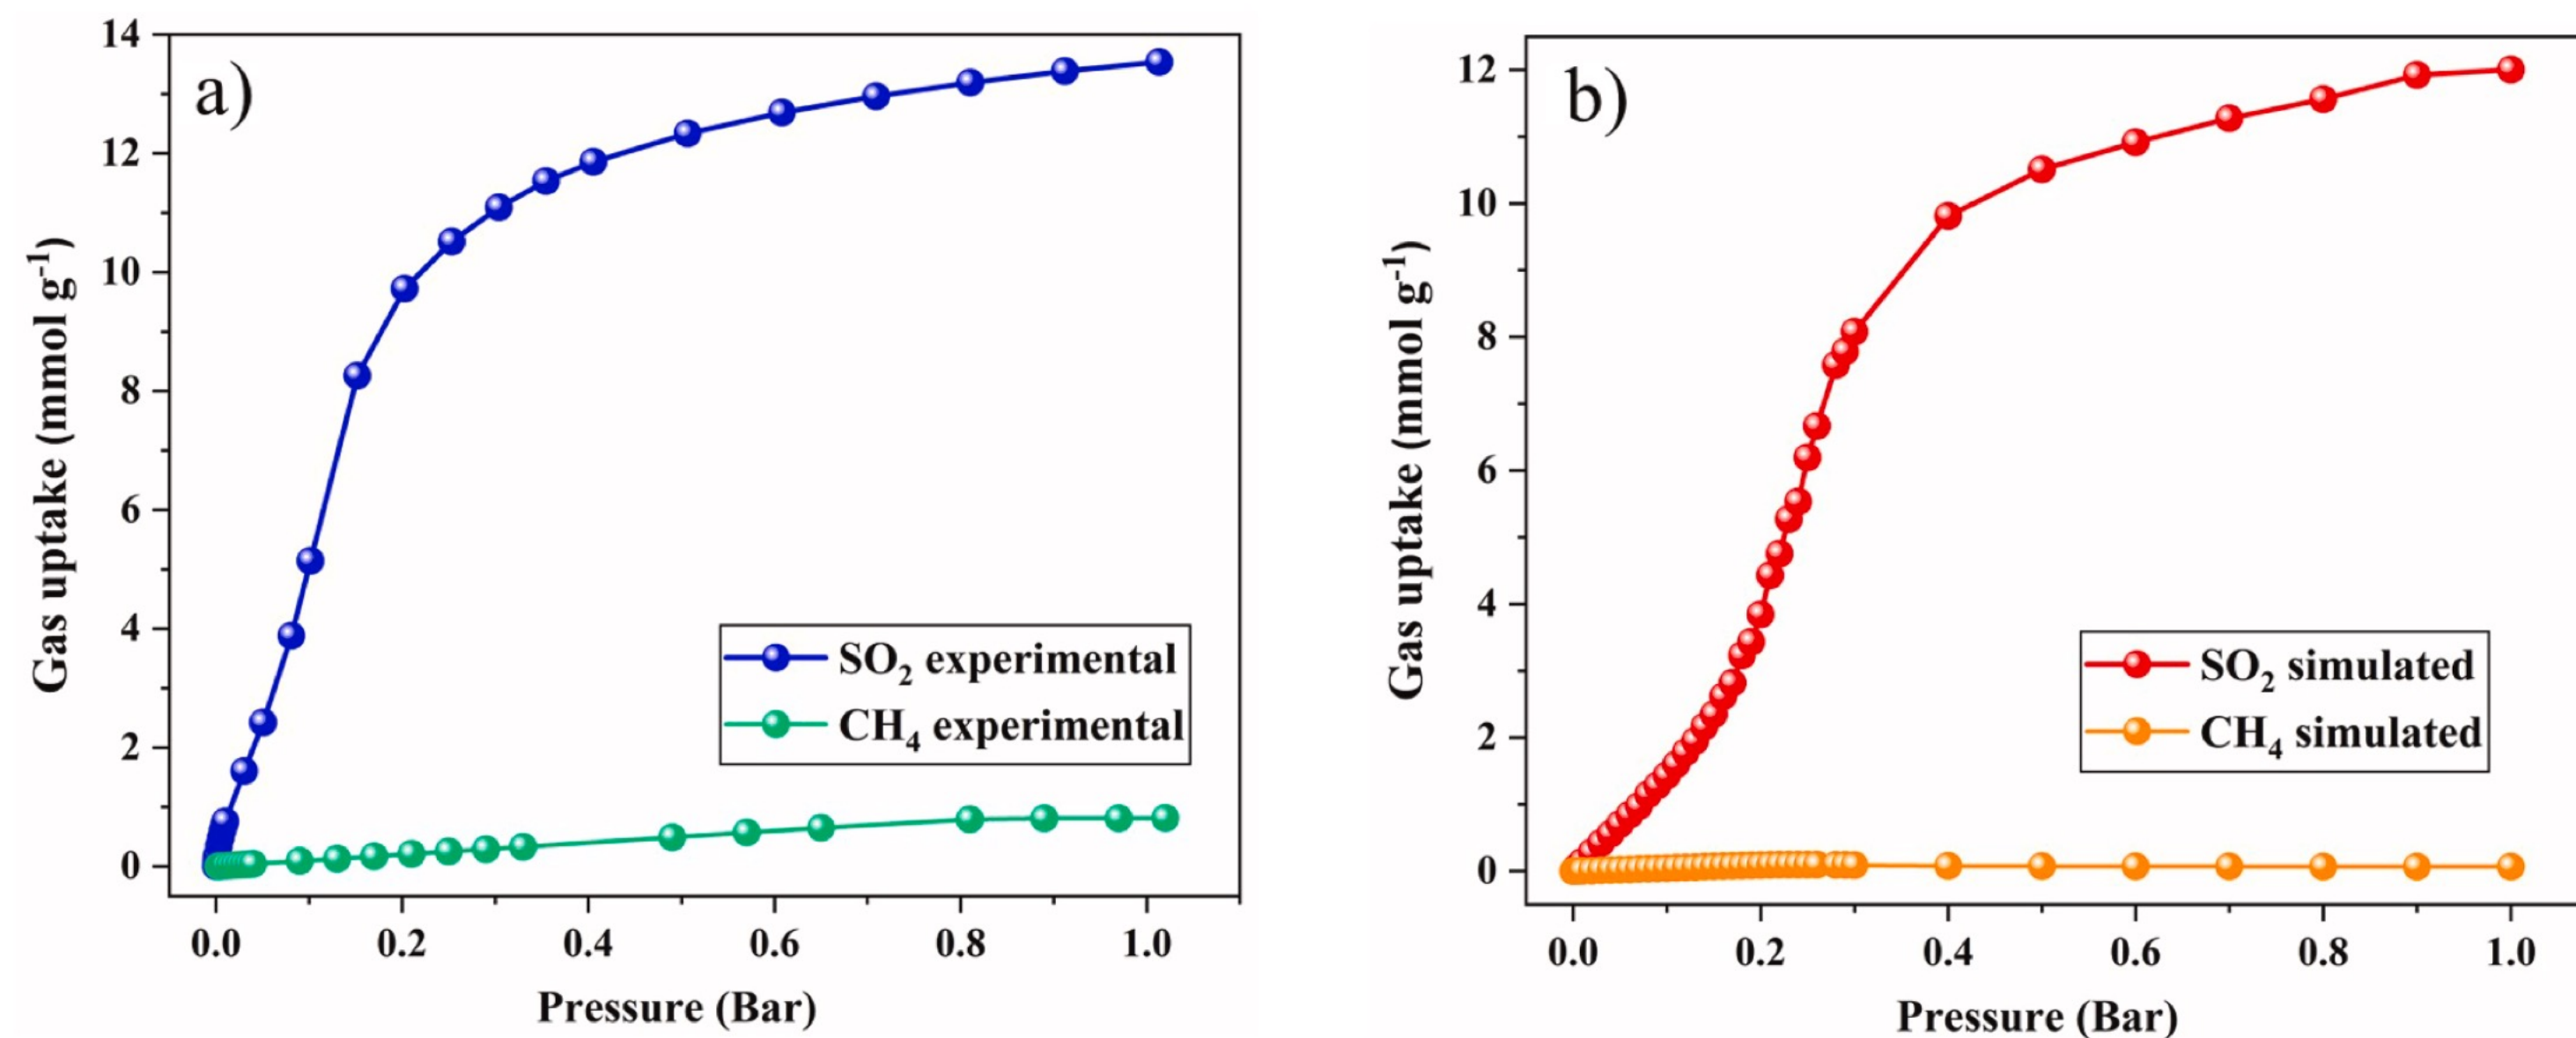 a)
Gas uptake (mmol g⁻¹)
14
12
10
8
6
4
2
0
SO₂ experimental
CH₄ experimental
0.0 0.2 0.4 0.6 0.8 1.0
Pressure (Bar)
b)
Gas uptake (mmol g⁻¹)
12
10
8
6
4
2
0
SO₂ simulated
CH₄ simulated
0.0 0.2 0.4 0.6 0.8 1.0
Pressure (Bar)